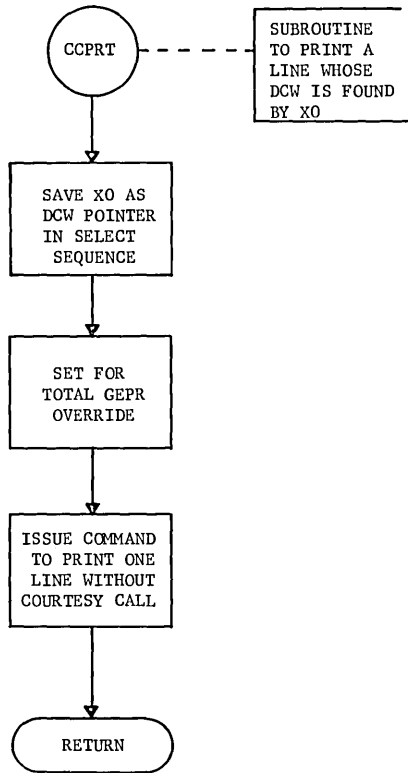 CCPRT
SUBROUTINE
TO PRINT A
LINE WHOSE
DCW IS FOUND
BY XO
SAVE XO AS
DCW POINTER
IN SELECT
SEQUENCE
SET FOR
TOTAL GEPR
OVERRIDE
ISSUE COMMAND
TO PRINT ONE
LINE WITHOUT
COURTESY CALL
RETURN